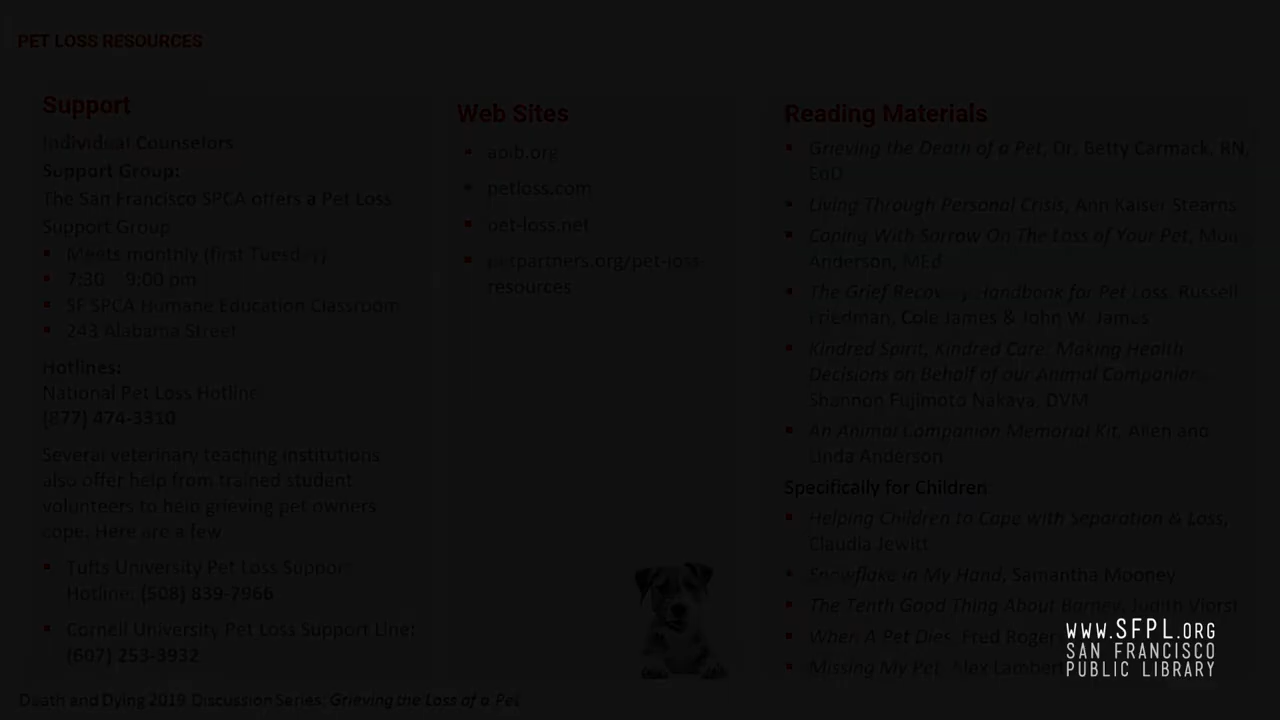 PET LOSS RESOURCES
Support
Individual Counselors
Support Group:
The San Francisco SPCA offers a Pet Loss
Support Group
Meets monthly (first Tuesday)
7:30 9:00 pm
SF SPCA Humane Education Classroom
243 Alabama Street
Hotlines:
National Pet Loss Hotline
(877) 474-3310
Several veterinary teaching institutions
also offer help from trained student
volunteers to help grieving pet owners
cope. Here are a few
Tufts University Pet Loss Support
Hotline: (508) 839-7966
Cornell University Pet Loss Support Line:
(607) 253-3932
Web Sites
petloss.com
pet-loss.net
petpartners.org/pet-loss-
resources
Reading Materials
Grieving the Death of a Pet, Dr. Betty Carmack, RN,
EdD
Living Through Personal Crisis, Ann Kaiser Stearns
Coping With Sorrow On The Loss of Your Pet,
Anderson, MEd
The Grief Recovery Handbook for Pet Loss, Russell
Friedman, Cole James & John W. James
Kindred Spirit, Kindred Care: Making Health
Decisions on Behalf of our Animal Companions
Shannon Fujimoto Nakaya, DVM
An Animal Companion Memorial Kit, Allen and
Linda Anderson
Specifically for Children
Helping Children to Cope with Separation & Loss,
Claudia Jewitt
Snowflake in My Hand, Samantha Mooney
The Tenth Good Thing About Barney, Judith Viorst
When A Pet Dies, Fred Roger
Missing My Pet, Alex Lambert
WWW.SFPL.ORG
SAN FRANCISCO
PUBLIC LIBRARY
Death and Dying 2019 Discussion Series: Grieving the Loss of a Pet